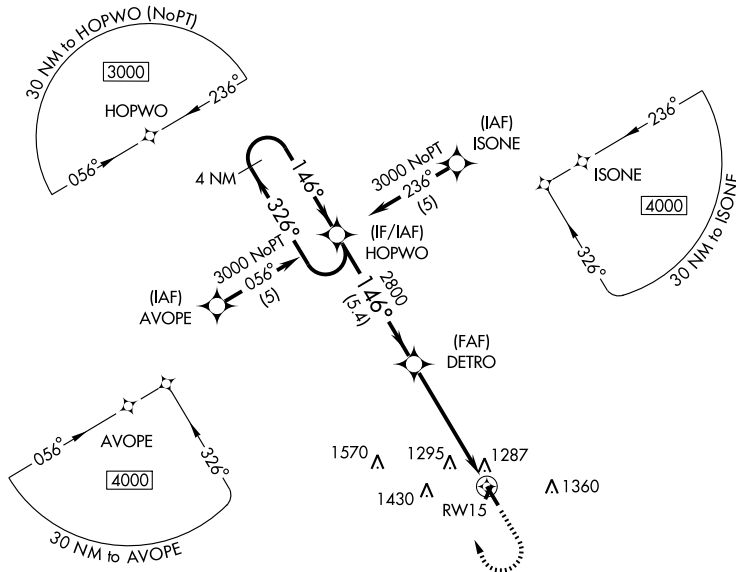 30 NM to HOPWO (NoPT)
3000
HOPWO
236°
056°
4 NM
146°
326°
(IAF)
ISONE
3000 NoPT
236°
(5)
(IF/IAF)
HOPWO
236°
ISONE
4000
326°
30 NM to ISONE
3000 NoPT
056°
(5)
(IAF)
AVOPE
2800
146°
(5.4)
(FAF)
DETRO
056°
AVOPE
326°
4000
30 NM to AVOPE
1570
1295
1287
1430
1360
RW15